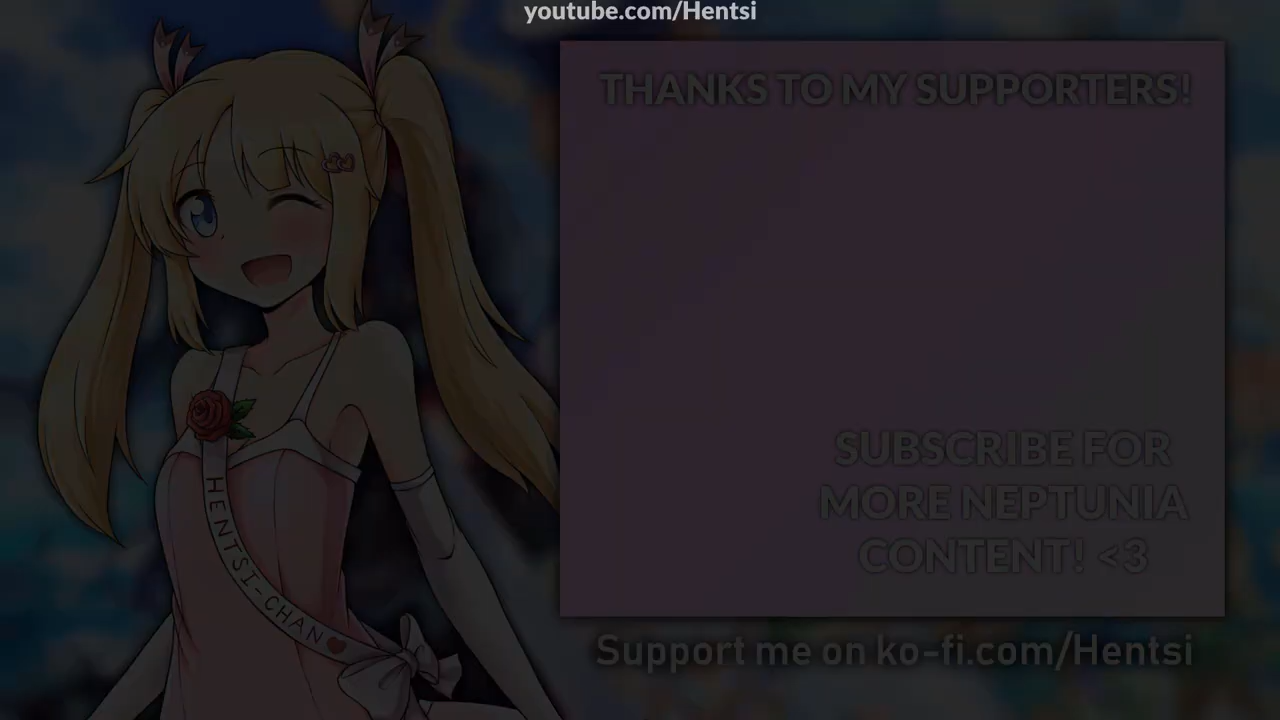 youtube.com/Hentsi
THANKS TO MY SUPPORTERS!
SUBSCRIBE FOR
MORE NEPTUNIA
CONTENT! <3
HENTSI-CHAN
Support me on ko-fi.com/Hentsi